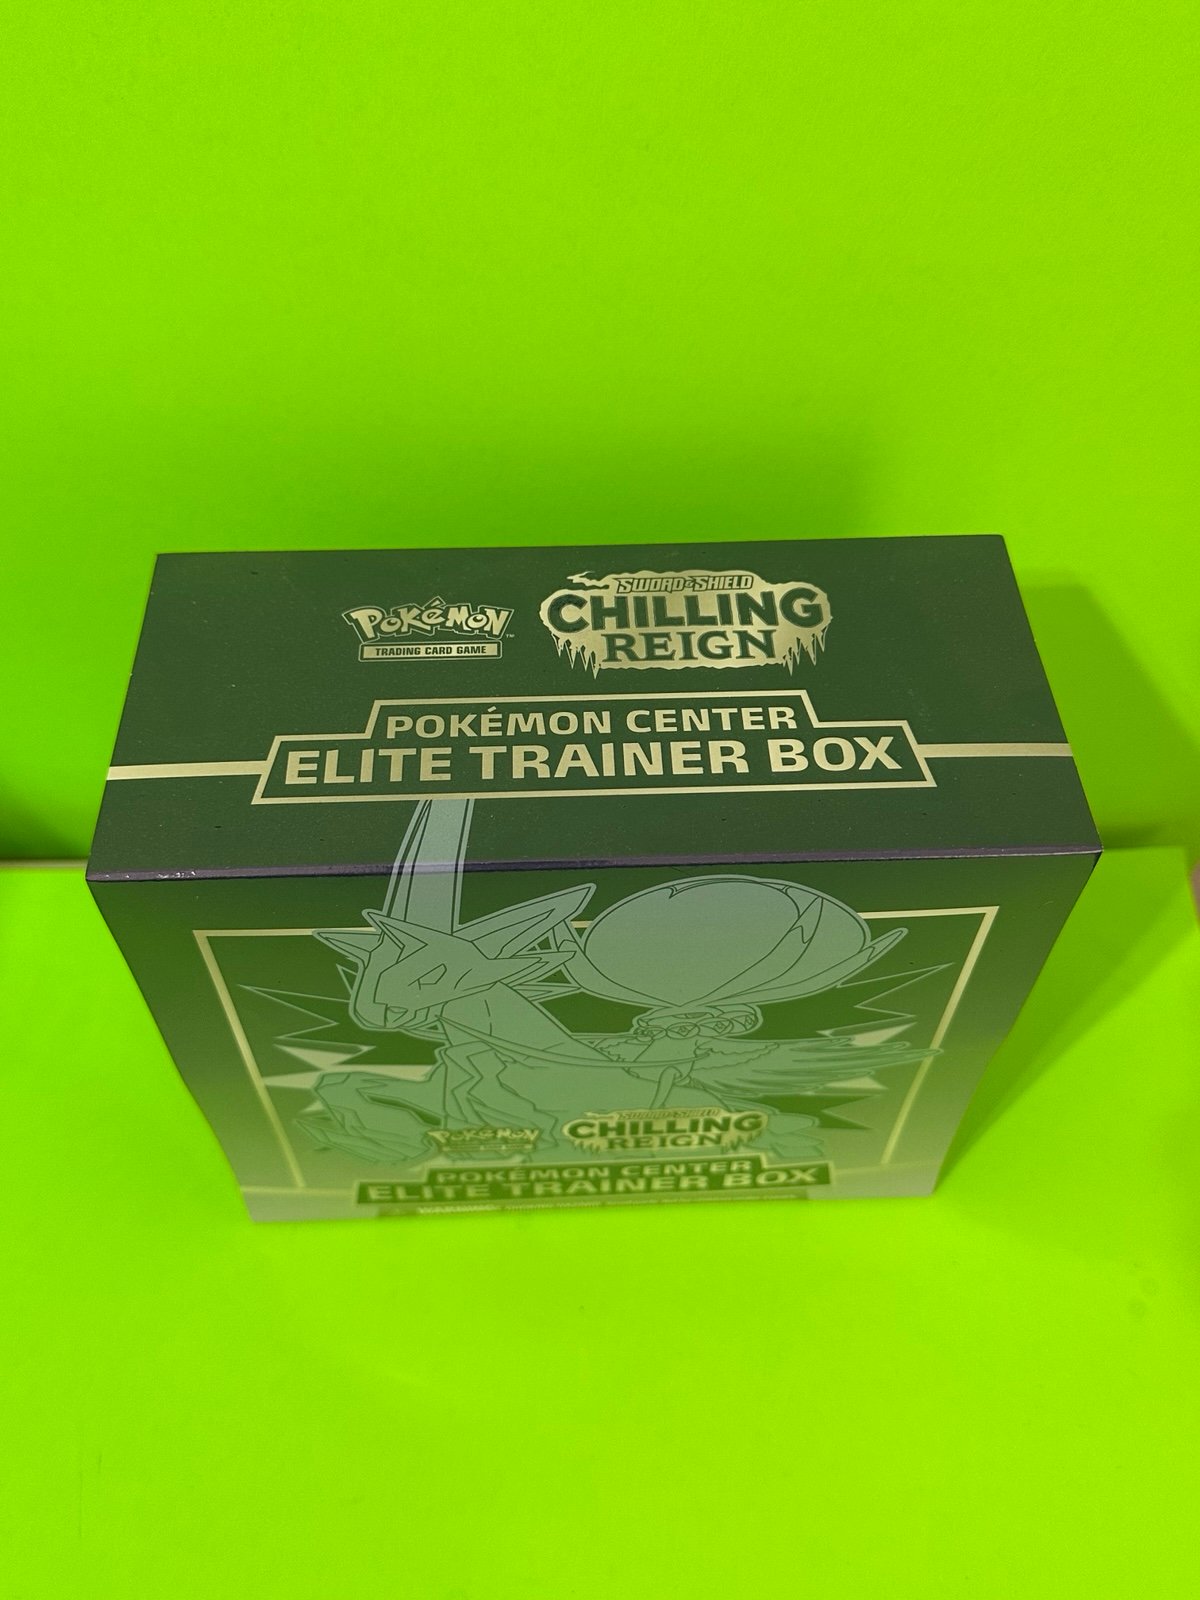 Pokémon™
TRADING CARD GAME
SWORD & SHIELD
CHILLING
REIGN
POKÉMON CENTER
ELITE TRAINER BOX
POKÉMON
SWORD & SHIELD
CHILLING
REIGN
POKÉMON CENTER
ELITE TRAINER BOX
WARNING: